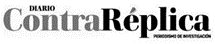 DIARIO
ContraRéplica
PERIODISMO DE INVESTIGACIÓN